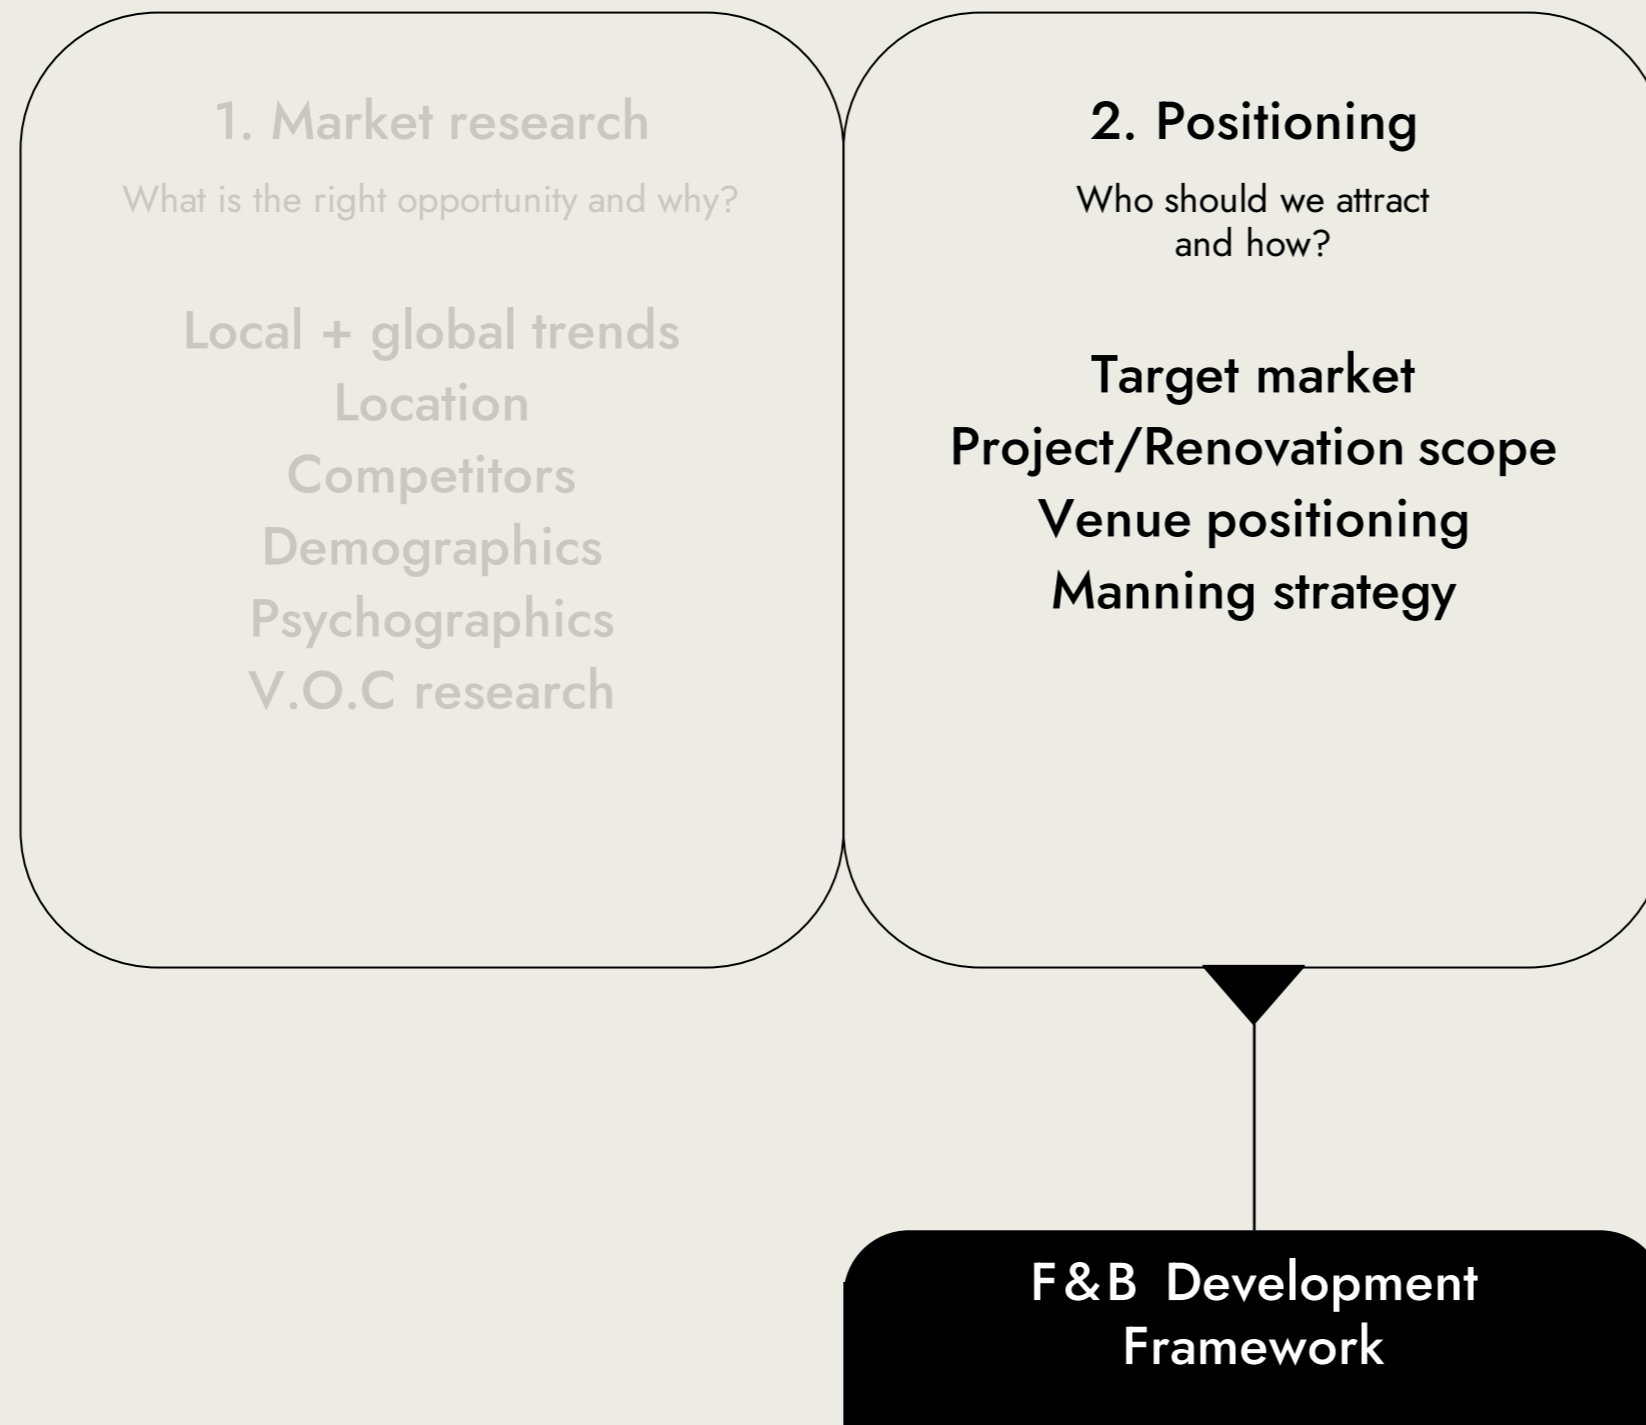 1. Market research
What is the right opportunity and why?
Local + global trends
Location
Competitors
Demographics
Psychographics
V.O.C research
2. Positioning
Who should we attract
and how?
Target market
Project/Renovation scope
Venue positioning
Manning strategy
F&B Development
Framework